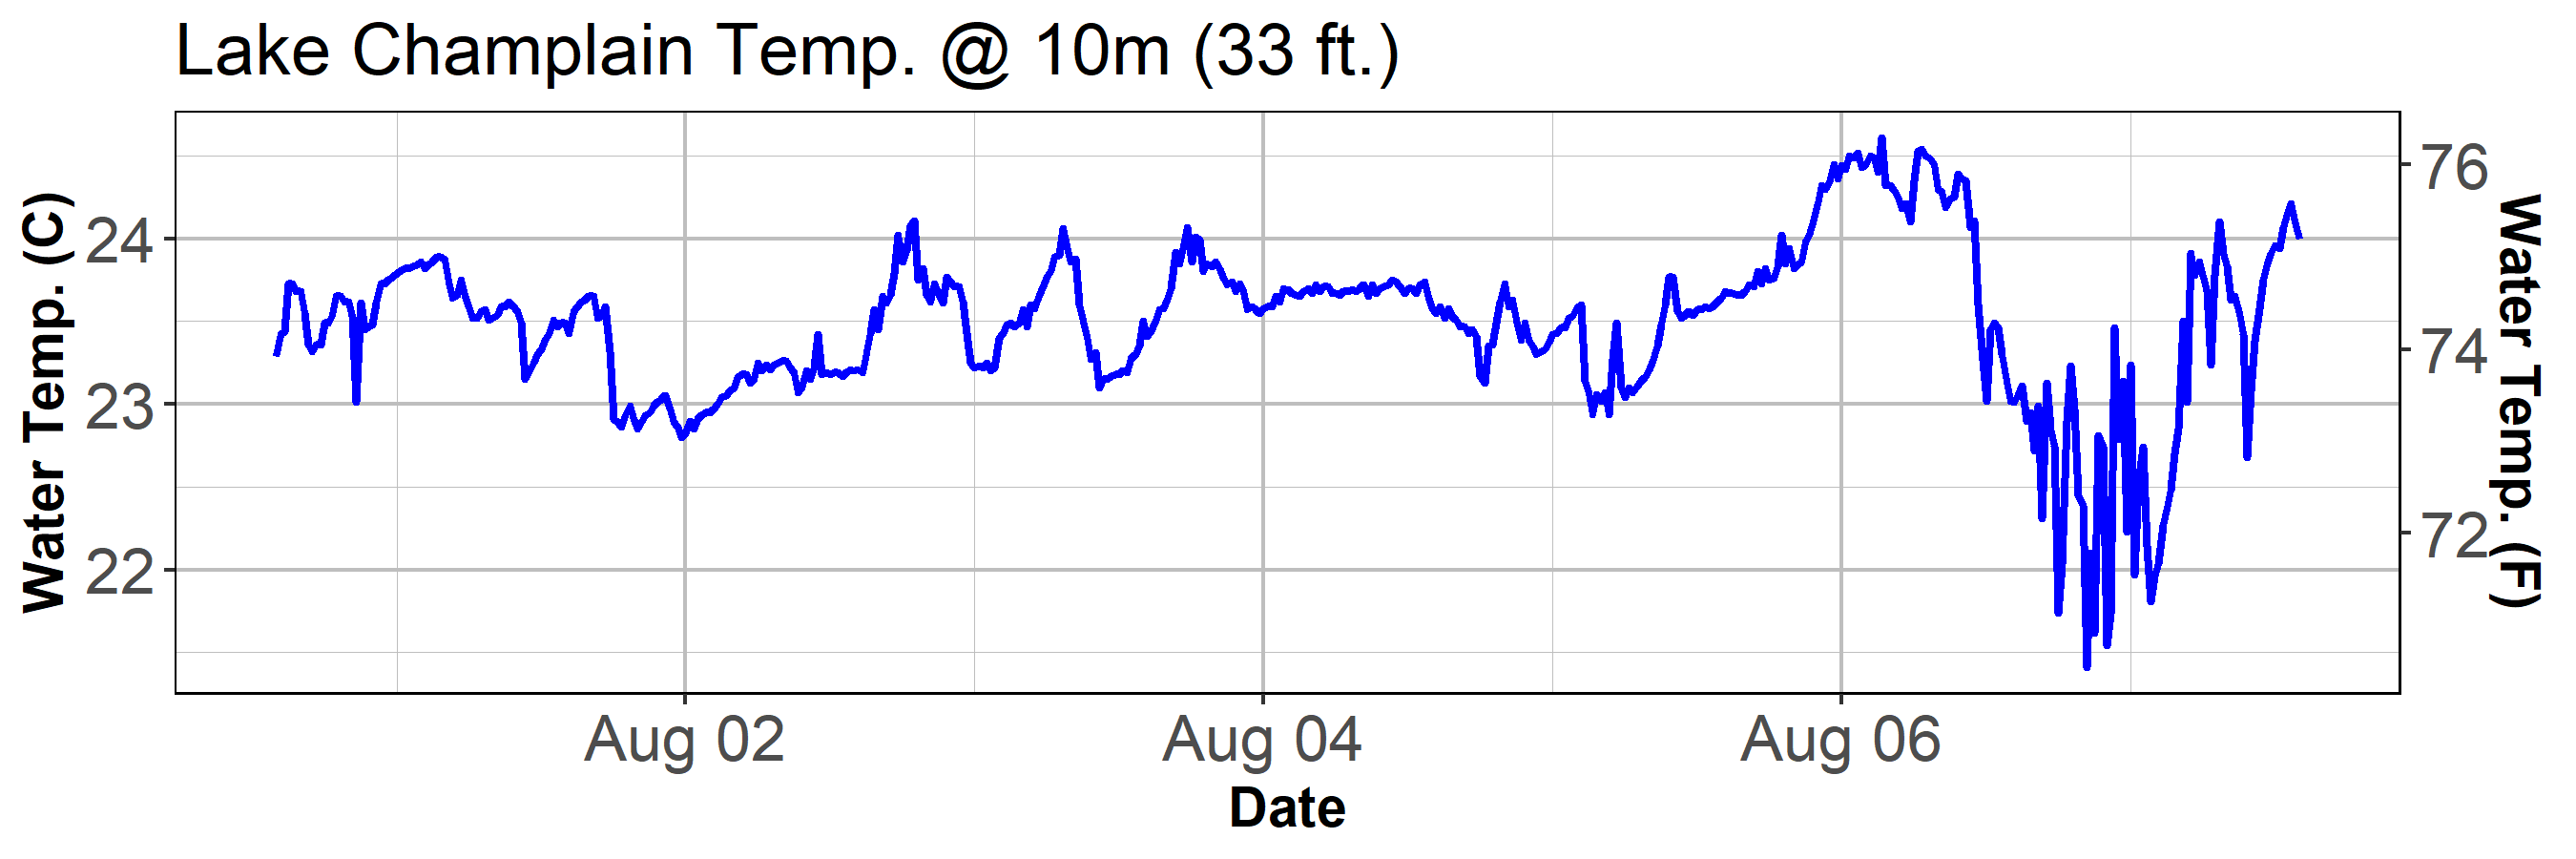 Lake Champlain Temp. @ 10m (33 ft.)
Water Temp. (C)
24
23
22
76
74
72
Water Temp. (F)
Aug 02
Aug 04
Aug 06
Date